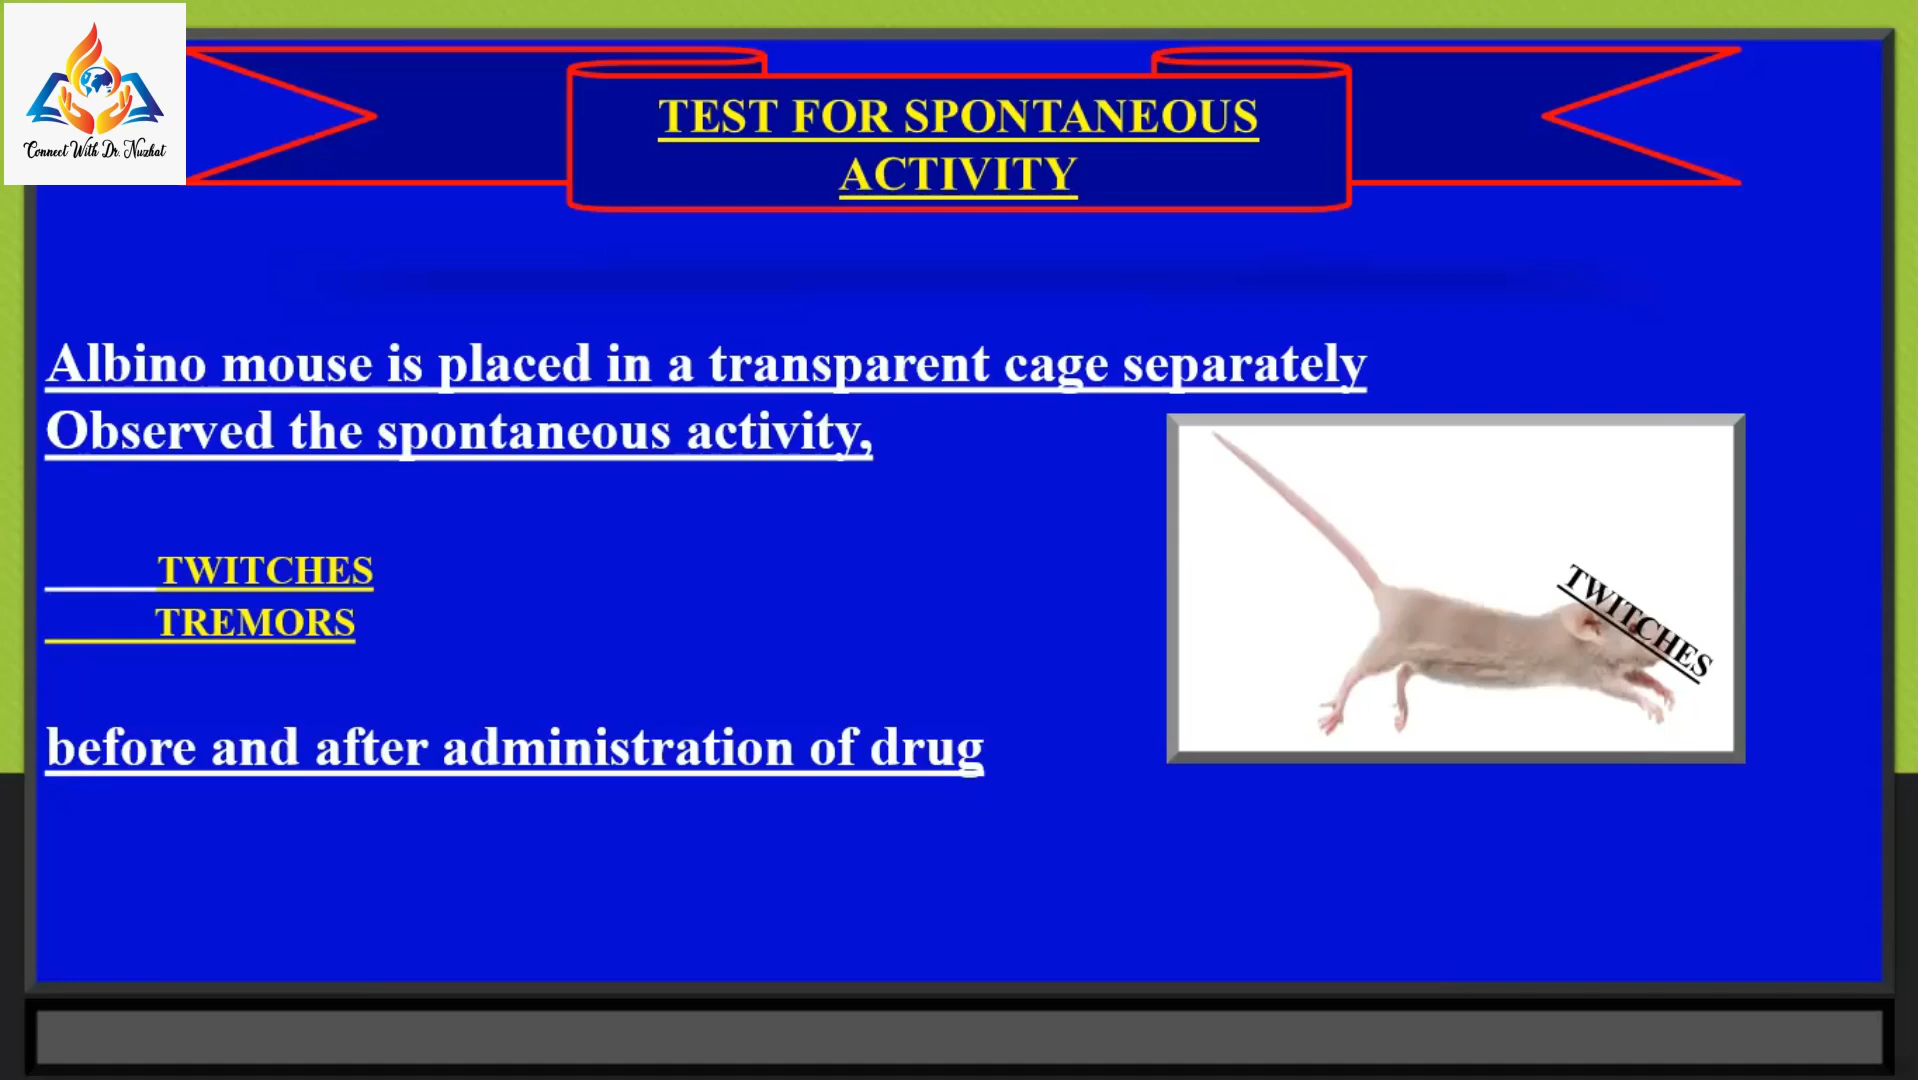 Connect With Dr. Nuzhat
TEST FOR SPONTANEOUS
ACTIVITY
Albino mouse is placed in a transparent cage separately
Observed the spontaneous activity,
TWITCHES
TREMORS
TWITCHES
before and after administration of drug